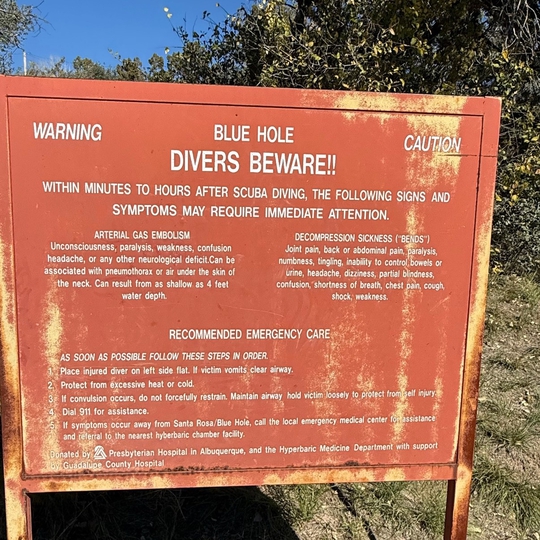 WARNING
BLUE HOLE
CAUTION
DIVERS BEWARE!!
WITHIN MINUTES TO HOURS AFTER SCUBA DIVING, THE FOLLOWING SIGNS AND
SYMPTOMS MAY REQUIRE IMMEDIATE ATTENTION.
ARTERIAL GAS EMBOLISM
Unconsciousness, paralysis, weakness, confusion
headache, or any other neurological deficit.Can be
associated with pneumothorax or air under the skin of
the neck. Can result from as shallow as 4 feet
water depth.
DECOMPRESSION SICKNESS ("BENDS")
Joint pain, back or abdominal pain, paralysis,
numbness, tingling, inability to control bowels or
urine, headache, dizziness, partial blindness,
confusion, shortness of breath, chest pain, cough,
shock, weakness.
RECOMMENDED EMERGENCY CARE
AS SOON AS POSSIBLE FOLLOW THESE STEPS IN ORDER.
1. Place injured diver on left side flat. If victim vomits clear airway.
2. Protect from excessive heat or cold.
3. If convulsion occurs, do not forcefully restrain. Maintain airway hold victim loosely to protect from self injury.
4. Dial 911 for assistance.
5. If symptoms occur away from Santa Rosa/Blue Hole, call the local emergency medical center for assistance
and referral to the nearest hyberbaric chamber facility.
Donated by Presbyterian Hospital in Albuquerque, and the Hyperbaric Medicine Department with support
by Guadalupe County Hospital